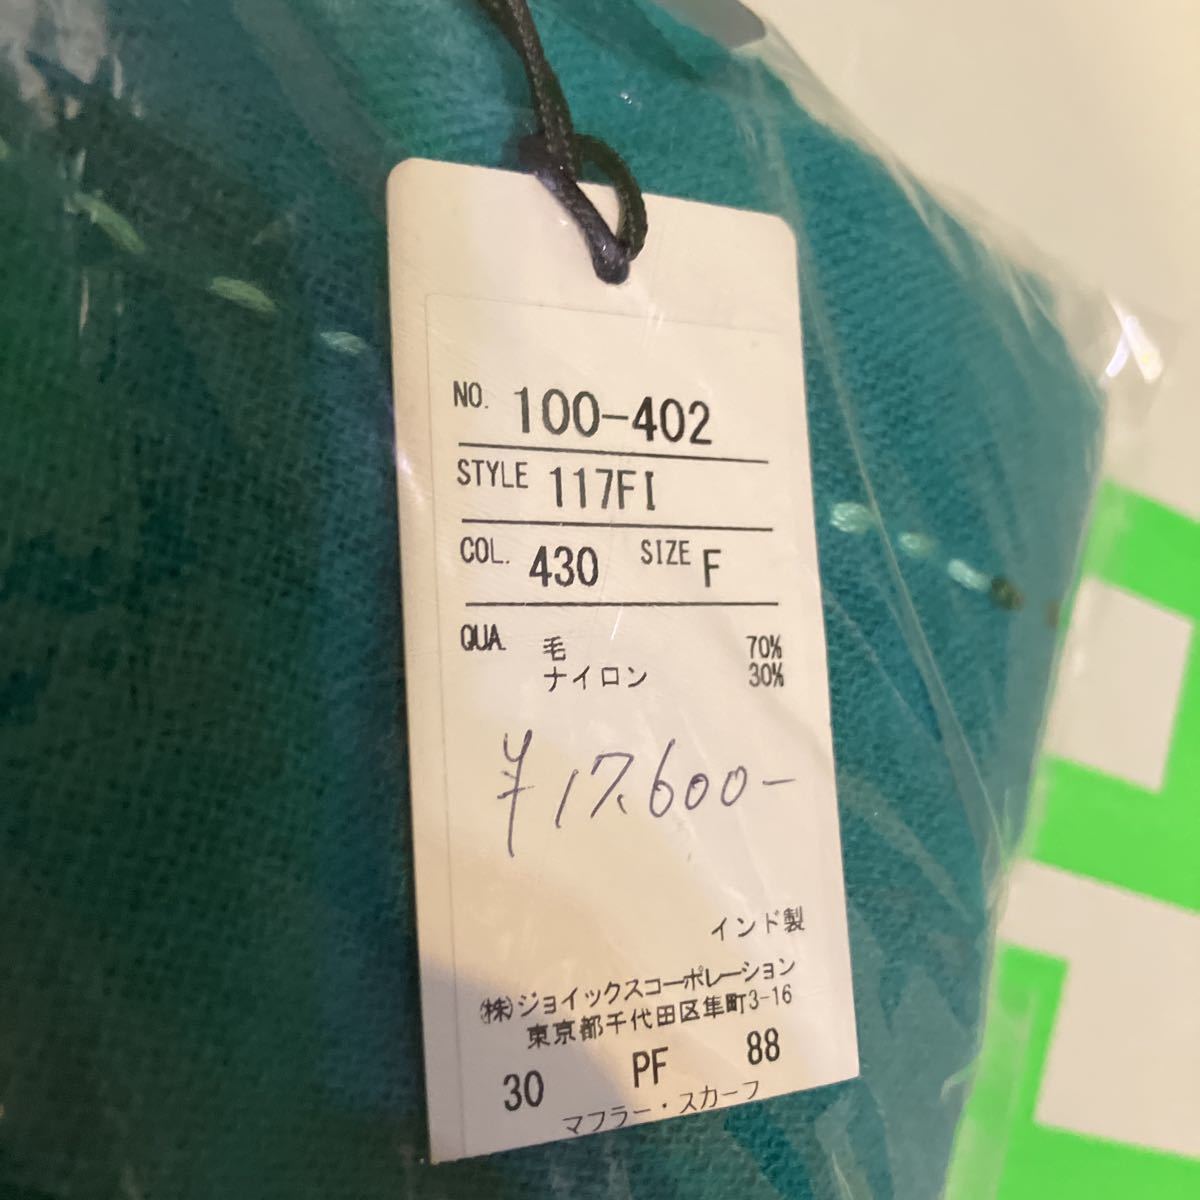 NO. 100-402
STYLE 117FI
COL. 430 SIZE F
QUA. 毛 70%
ナイロン 30%
¥17,600-
インド製
㈱ジョイックスコーポレーション
東京都千代田区隼町3-16
30 PF 88
マフラー・スカーフ